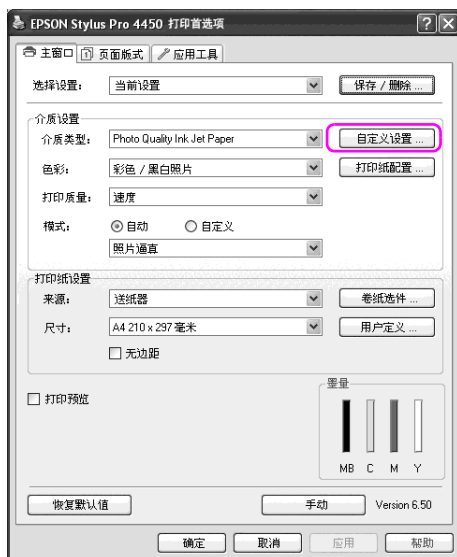 EPSON Stylus Pro 4450 打印首选项
主窗口 页面版式 应用工具
选择设置： 当前设置 保存 / 删除 ...
介质设置
介质类型： Photo Quality Ink Jet Paper 自定义设置 ...
色彩： 彩色 / 黑白照片 打印纸配置 ...
打印质量： 速度
模式： 自动 自定义
照片逼真
打印纸设置
来源： 送纸器 卷纸选件 ...
尺寸： A4 210 x 297 毫米 用户定义 ...
无边距
打印预览
墨量
MB C M Y
恢复默认值 手动 Version 6.50
确定 取消 应用 帮助